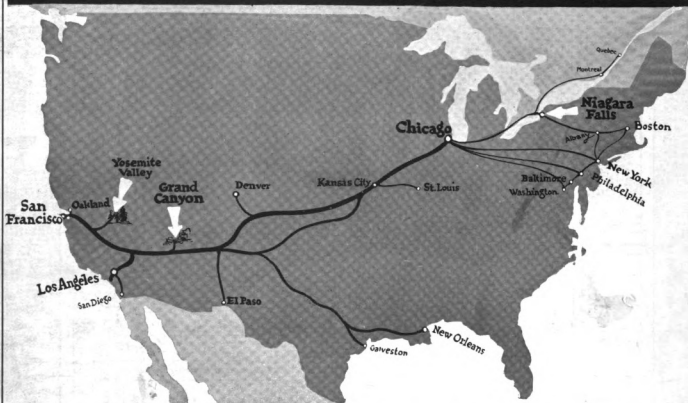 Quebec
Montreal
Niagara
Falls
Chicago
Albany
Boston
Yosemite
Valley
Grand
Canyon
Denver
Kansas City
St. Louis
New York
Philadelphia
Baltimore
Washington
San
Francisco
Oakland
Los Angeles
San Diego
El Paso
Galveston
New Orleans